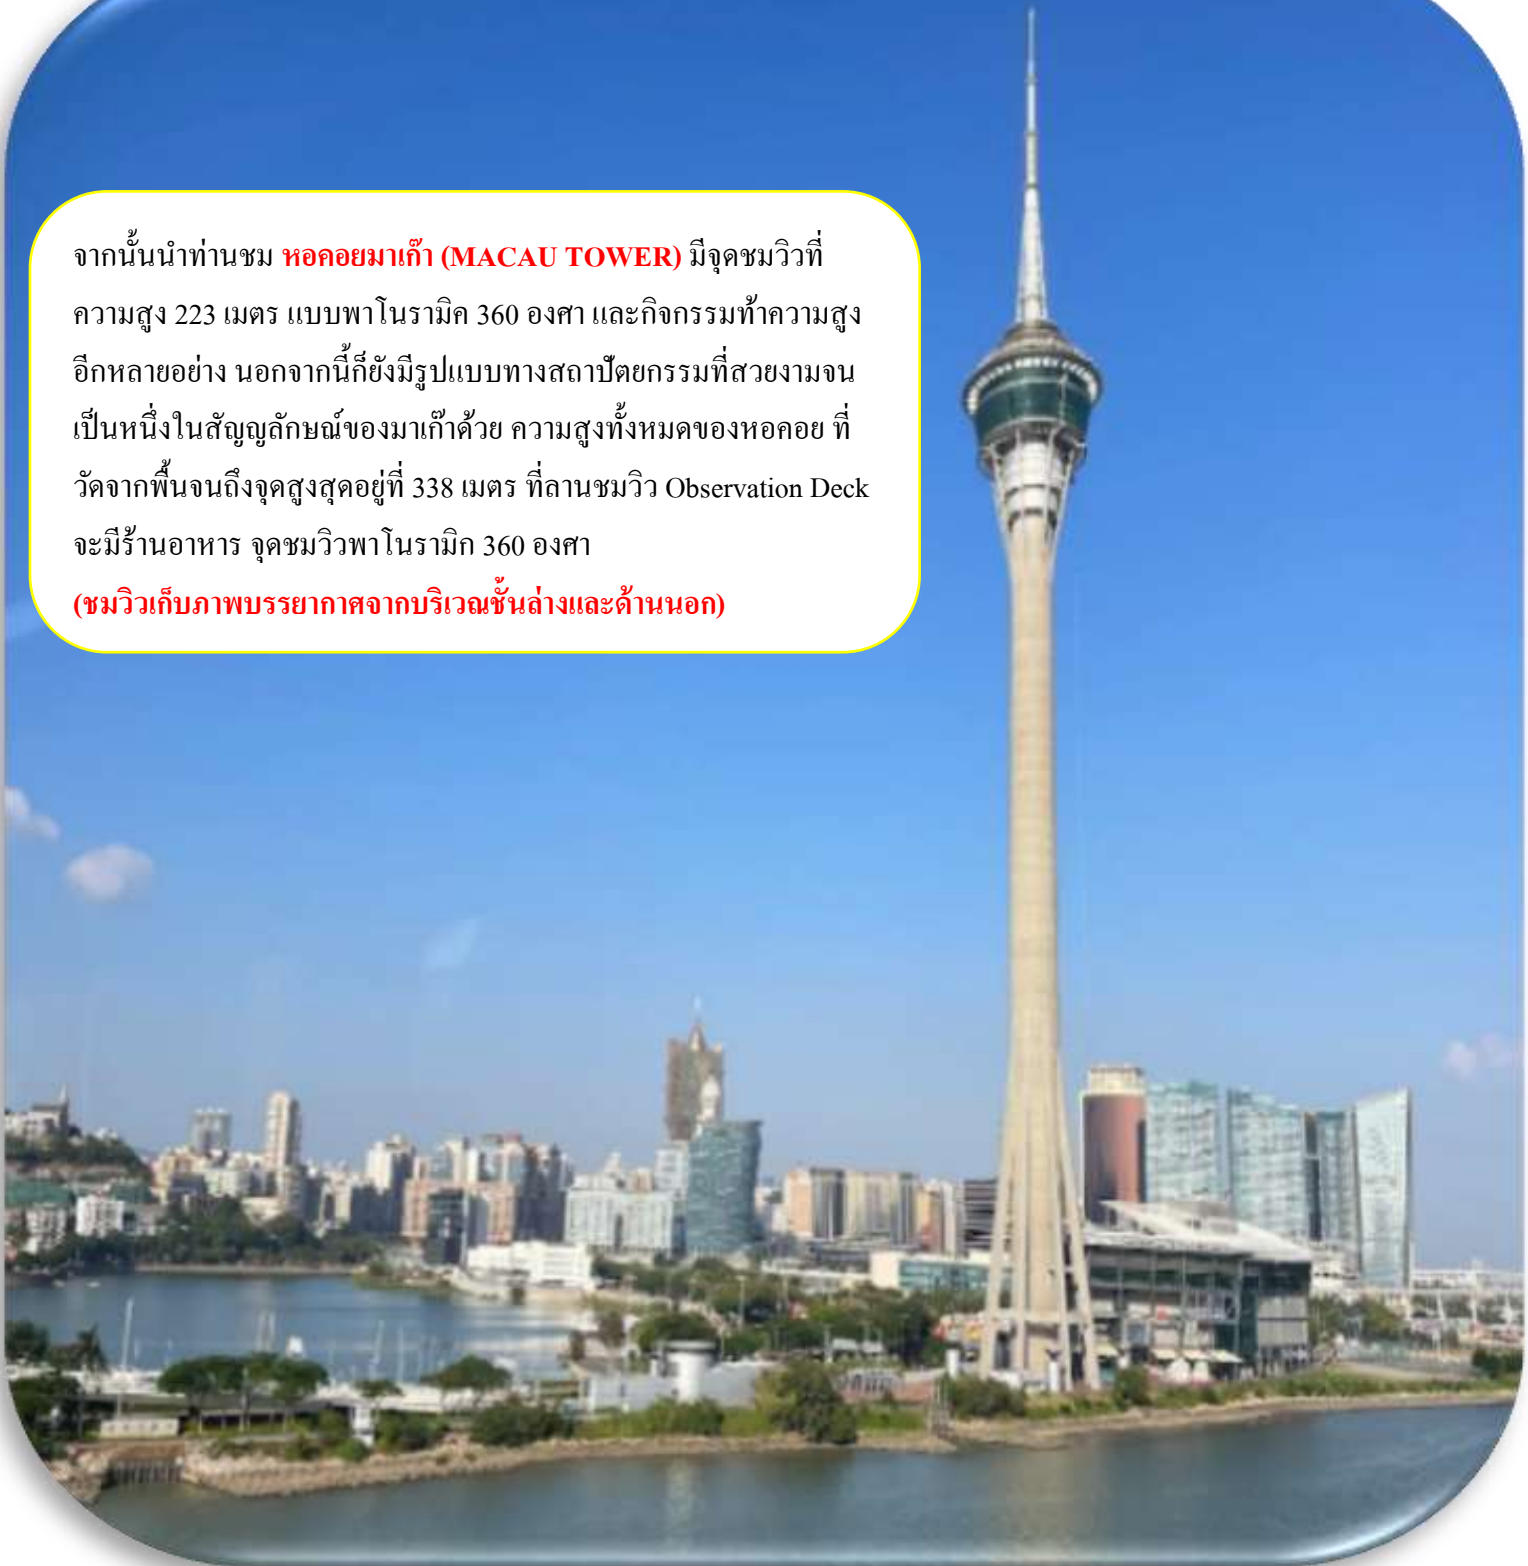 จากนั้นนำท่านชม หอคอยมาเก๊า (MACAU TOWER) มีจุดชมวิวที่
ความสูง 223 เมตร แบบพาโนรามิค 360 องศา และกิจกรรมท้าความสูง
อีกหลายอย่าง นอกจากนี้ก็ยังมีรูปแบบทางสถาปัตยกรรมที่สวยงามจน
เป็นหนึ่งในสัญญลักษณ์ของมาเก๊าด้วย ความสูงทั้งหมดของหอคอย ที่
วัดจากพื้นจนถึงจุดสูงสุดอยู่ที่ 338 เมตร ที่ลานชมวิว Observation Deck
จะมีร้านอาหาร จุดชมวิวพาโนรามิก 360 องศา
(ชมวิวเก็บภาพบรรยากาศจากบริเวณชั้นล่างและด้านนอก)